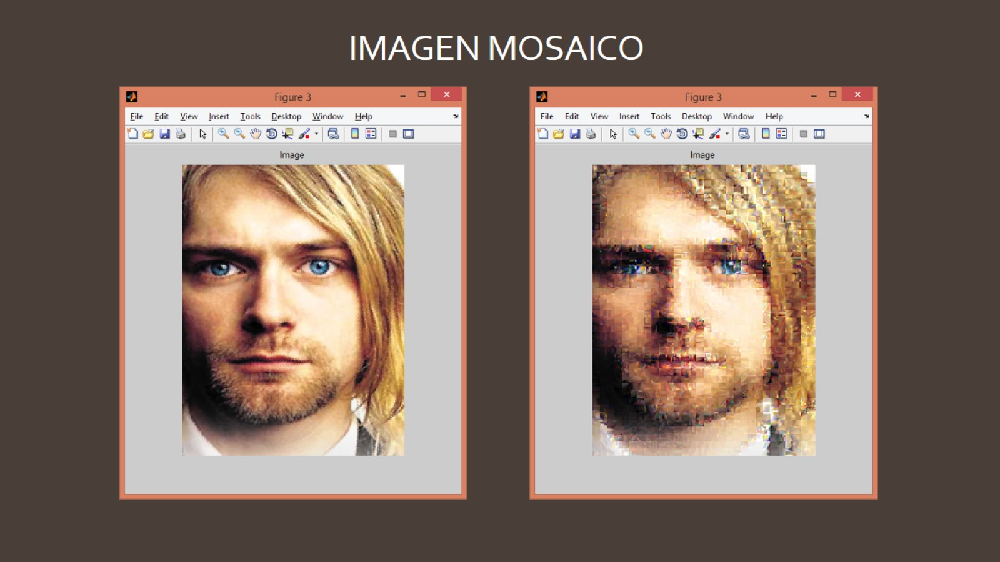 IMAGEN MOSAICO
Figure 3
File Edit View Insert Tools Desktop Window Help
Image
Figure 3
File Edit View Insert Tools Desktop Window Help
Image